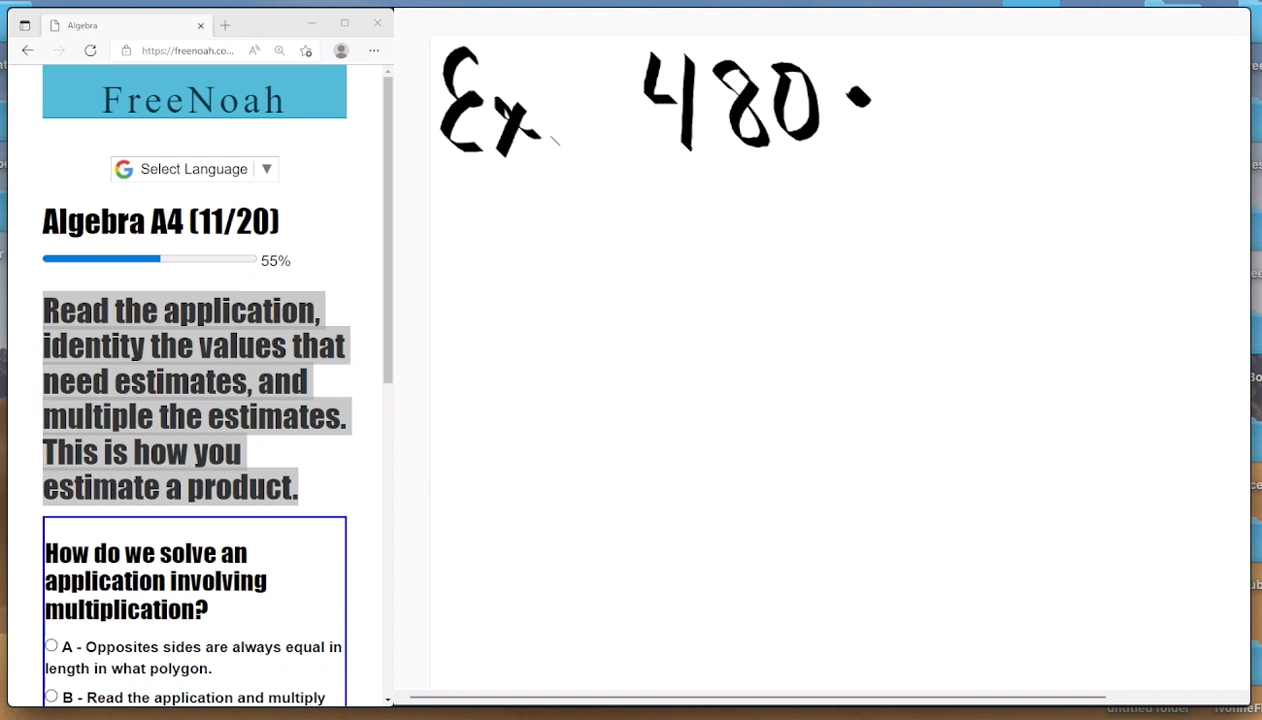 Algebra
https://freenoah.co...
FreeNoah
Select Language
Algebra A4 (11/20)
55%
Read the application,
identity the values that
need estimates, and
multiple the estimates.
This is how you
estimate a product.
How do we solve an
application involving
multiplication?
A - Opposites sides are always equal in
length in what polygon.
B - Read the application and multiply
Ex 480 •
untitled folder